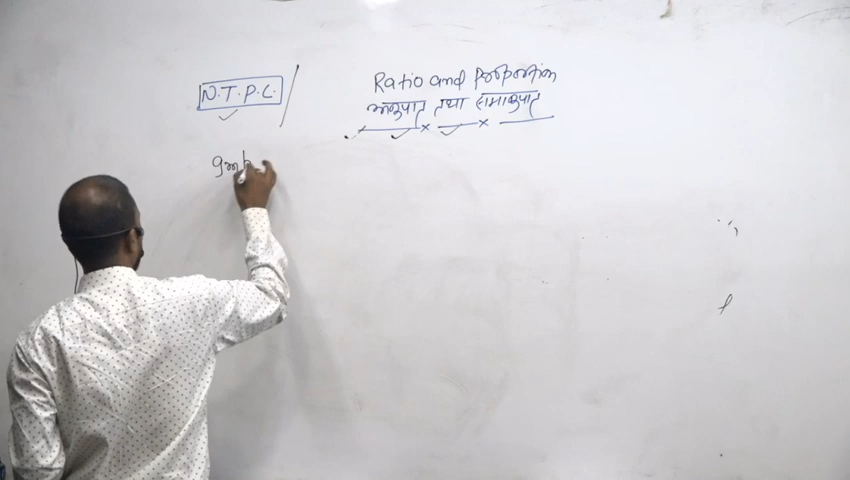 N.T.P.C.
Ratio and Proportion
अनुपात तथा समानुपात